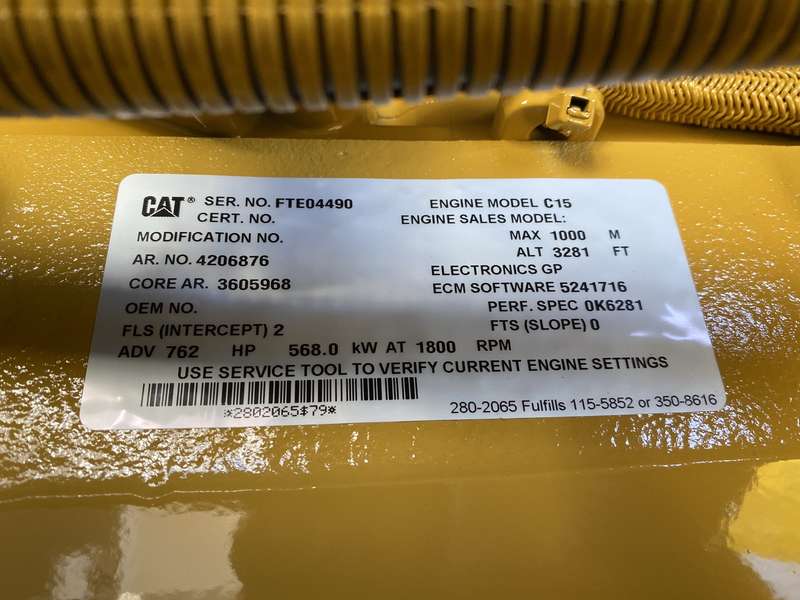 CAT® SER. NO. FTE04490 ENGINE MODEL C15
CERT. NO. ENGINE SALES MODEL:
MODIFICATION NO. MAX 1000 M
AR. NO. 4206876 ALT 3281 FT
ELECTRONICS GP
CORE AR. 3605968 ECM SOFTWARE 5241716
OEM NO. PERF. SPEC 0K6281
FLS (INTERCEPT) 2 FTS (SLOPE) 0
ADV 762 HP 568.0 kW AT 1800 RPM
USE SERVICE TOOL TO VERIFY CURRENT ENGINE SETTINGS
*2802065$79* 280-2065 Fulfills 115-5852 or 350-8616